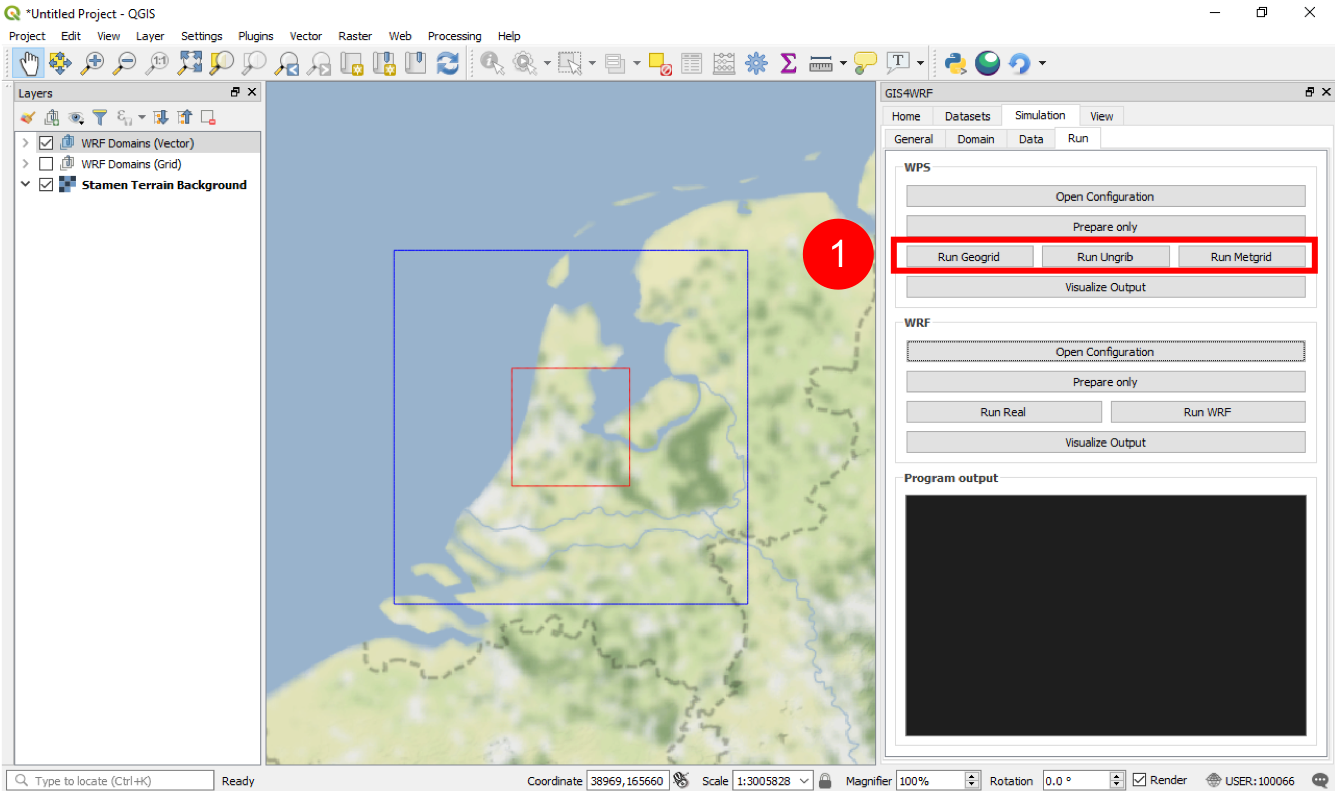 *Untitled Project - QGIS
Project Edit View Layer Settings Plugins Vector Raster Web Processing Help
1:1
T
Layers
WRF Domains (Vector)
WRF Domains (Grid)
Stamen Terrain Background
1
GIS4WRF
Home Datasets Simulation View
General Domain Data Run
WPS
Open Configuration
Prepare only
Run Geogrid Run Ungrib Run Metgrid
Visualize Output
WRF
Open Configuration
Prepare only
Run Real Run WRF
Visualize Output
Program output
Type to locate (Ctrl+K) Ready Coordinate 38969,165660 Scale 1:3005828 Magnifier 100% Rotation 0.0 ° Render USER:100066